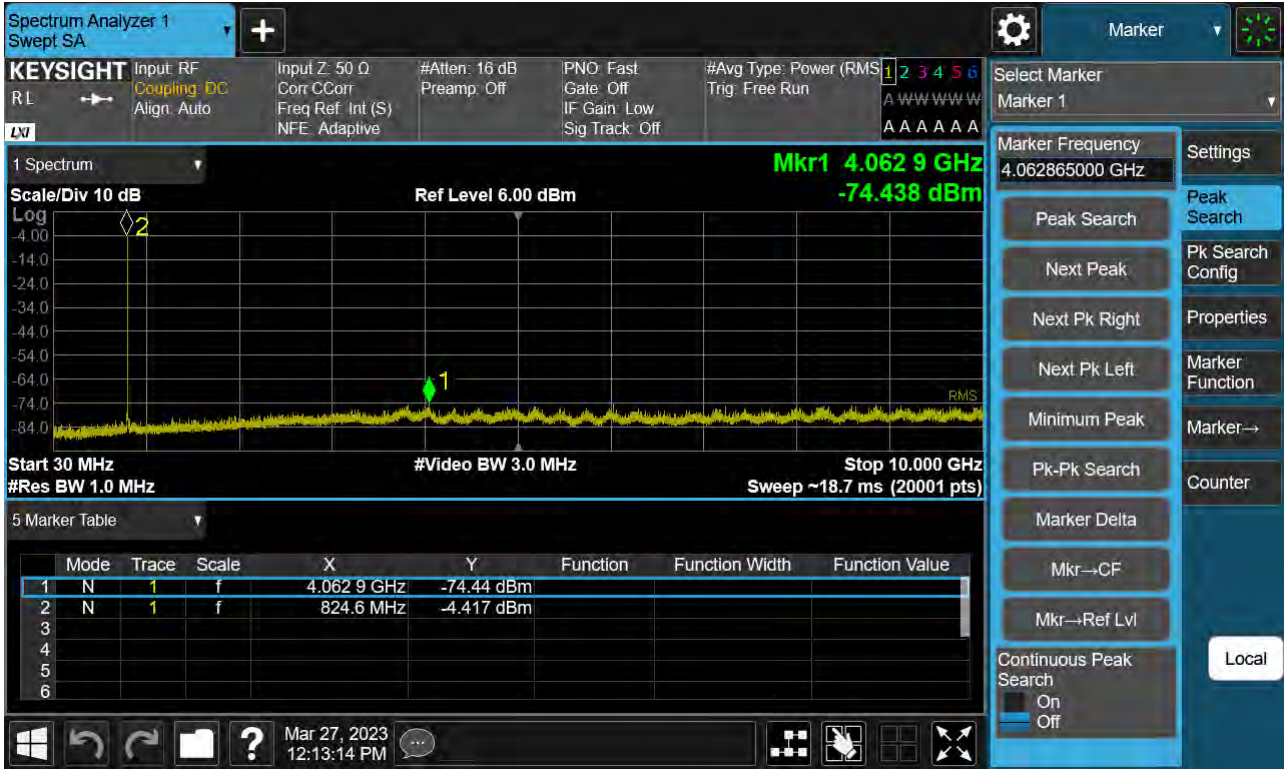 Spectrum Analyzer 1
Swept SA
Marker
KEYSIGHT
R L
LXI
Input: RF
Coupling: DC
Align: Auto
Input Z: 50 Ω
Corr CCorr
Freq Ref: Int (S)
NFE: Adaptive
#Atten: 16 dB
Preamp: Off
PNO: Fast
Gate: Off
IF Gain: Low
Sig Track: Off
#Avg Type: Power (RMS
Trig: Free Run
1 2 3 4 5 6
A W W W W W
A A A A A A
Select Marker
Marker 1
1 Spectrum
Mkr1 4.062 9 GHz
-74.438 dBm
Scale/Div 10 dB
Ref Level 6.00 dBm
Log
-4.00
-14.0
-24.0
-34.0
-44.0
-54.0
-64.0
-74.0
-84.0
2
1
RMS
Start 30 MHz
#Video BW 3.0 MHz
Stop 10.000 GHz
#Res BW 1.0 MHz
Sweep ~18.7 ms (20001 pts)
5 Marker Table
Mode Trace Scale X Y Function Function Width Function Value
1 N 1 f 4.062 9 GHz -74.44 dBm
2 N 1 f 824.6 MHz -4.417 dBm
3
4
5
6
Marker Frequency
4.062865000 GHz
Peak Search
Next Peak
Next Pk Right
Next Pk Left
Minimum Peak
Pk-Pk Search
Marker Delta
Mkr→CF
Mkr→Ref Lvl
Continuous Peak
Search
On
Off
Settings
Peak
Search
Pk Search
Config
Properties
Marker
Function
Marker→
Counter
Local
?
Mar 27, 2023
12:13:14 PM